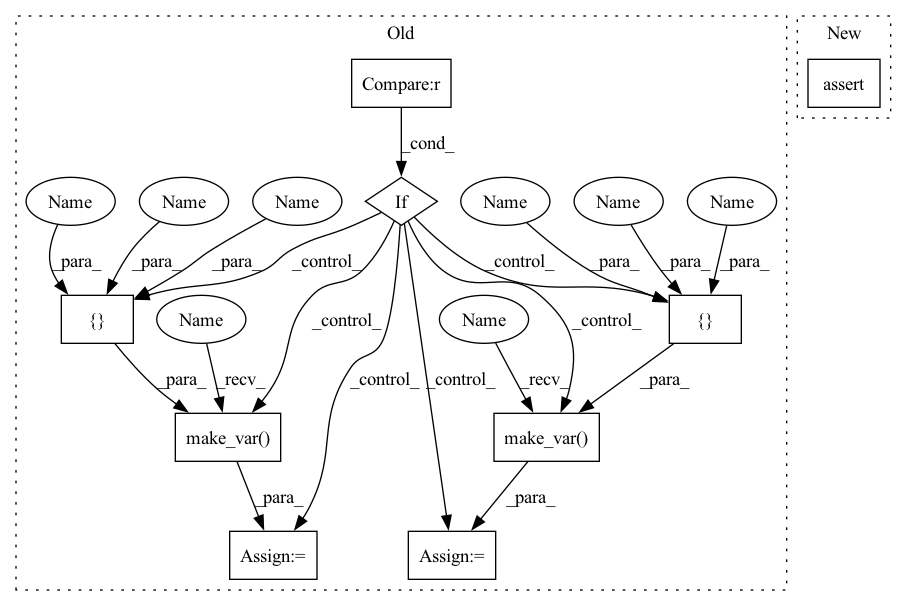 Old
New
Compare:r
assert
_cond_
Name
Name
Name
If
Name
Name
Name
_para_
_para_
_para_
_control_
_control_
_para_
_para_
_para_
{}
Name
_control_
Name
_control_
{}
_para_
_recv_
_control_
_control_
_recv_
_para_
make_var()
make_var()
_para_
_para_
Assign:=
Assign:=